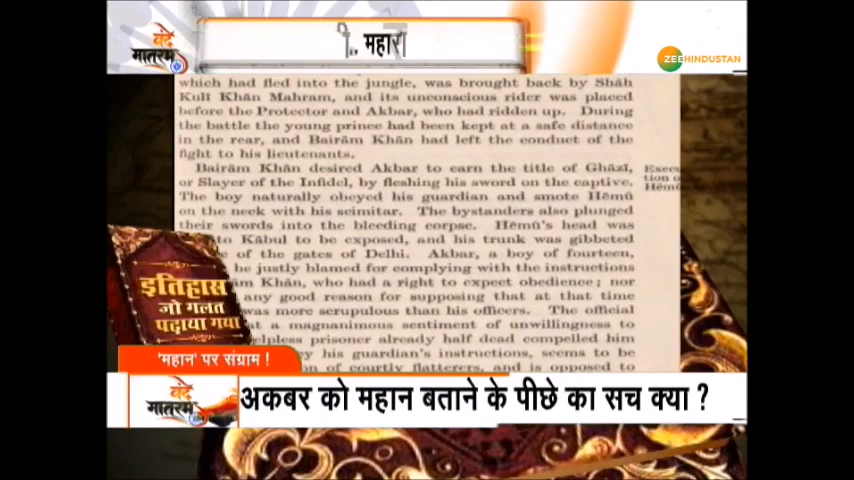 वंदे
मातरम
ZEE HINDUSTAN
which had fled into the jungle, was brought back by Shāh
Kulī Khān Mahram, and its unconscious rider was placed
before the Protector and Akbar, who had ridden up. During
the battle the young prince had been kept at a safe distance
in the rear, and Bairām Khān had left the conduct of the
fight to his lieutenants.
Bairām Khān desired Akbar to earn the title of Ghāzī,
or Slayer of the Infidel, by fleshing his sword on the captive.
The boy naturally obeyed his guardian and smote Hēmū
on the neck with his scimitar. The bystanders also plunged
their swords into the bleeding corpse. Hēmū's head was
to Kābul to be exposed, and his trunk was gibbeted
of the gates of Delhi. Akbar, a boy of fourteen,
be justly blamed for complying with the instructions
Khān, who had a right to expect obedience; nor
any good reason for supposing that at that time
was more scrupulous than his officers. The official
a magnanimous sentiment of unwillingness to
prisoner already half dead compelled him
his guardian's instructions, seems to be
of courtly flatterers, and is opposed to
Execu-
tion of
Hēmū
इतिहास
जो गलत
पढ़ाया गया
'महान' पर संग्राम !
वंदे
मातरम
अकबर को महान बताने के पीछे का सच क्या ?